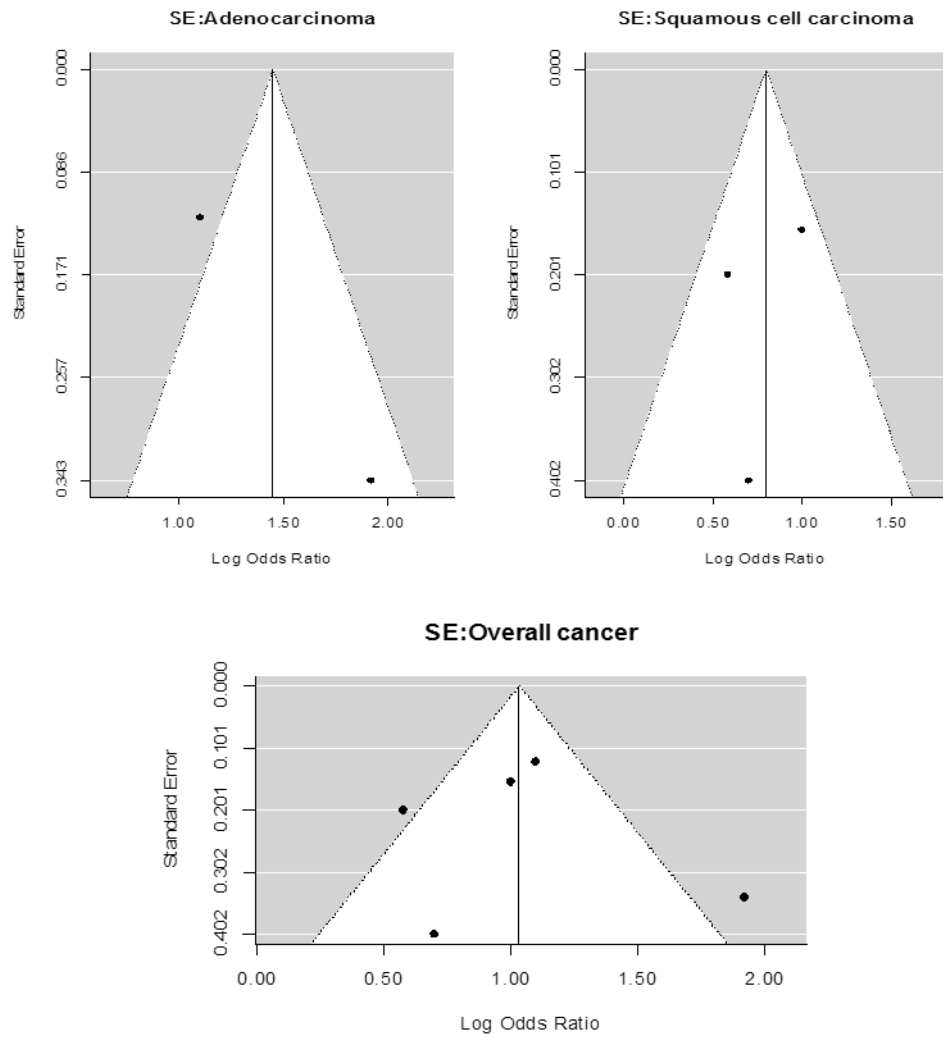 SE:Adenocarcinoma
Standard Error
0.000
0.086
0.171
0.257
0.343
1.00 1.50 2.00
Log Odds Ratio
SE:Squamous cell carcinoma
Standard Error
0.000
0.101
0.201
0.302
0.402
0.00 0.50 1.00 1.50
Log Odds Ratio
SE:Overall cancer
Standard Error
0.000
0.101
0.201
0.302
0.402
0.00 0.50 1.00 1.50 2.00
Log Odds Ratio